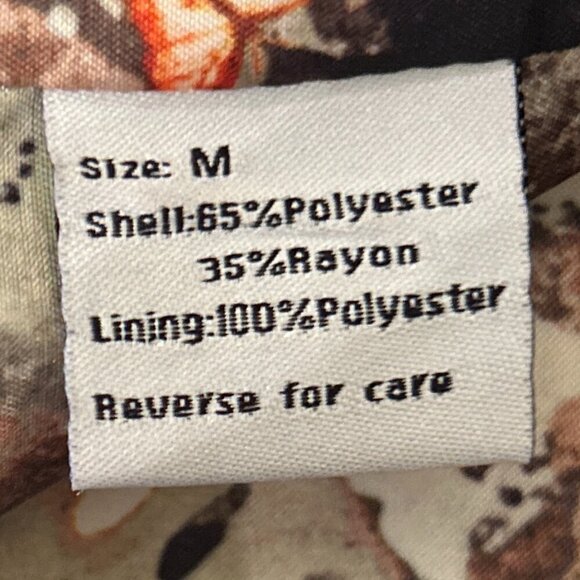 Size: M
Shell:65%Polyester
35%Rayon
Lining:100%Polyester
Reverse for care